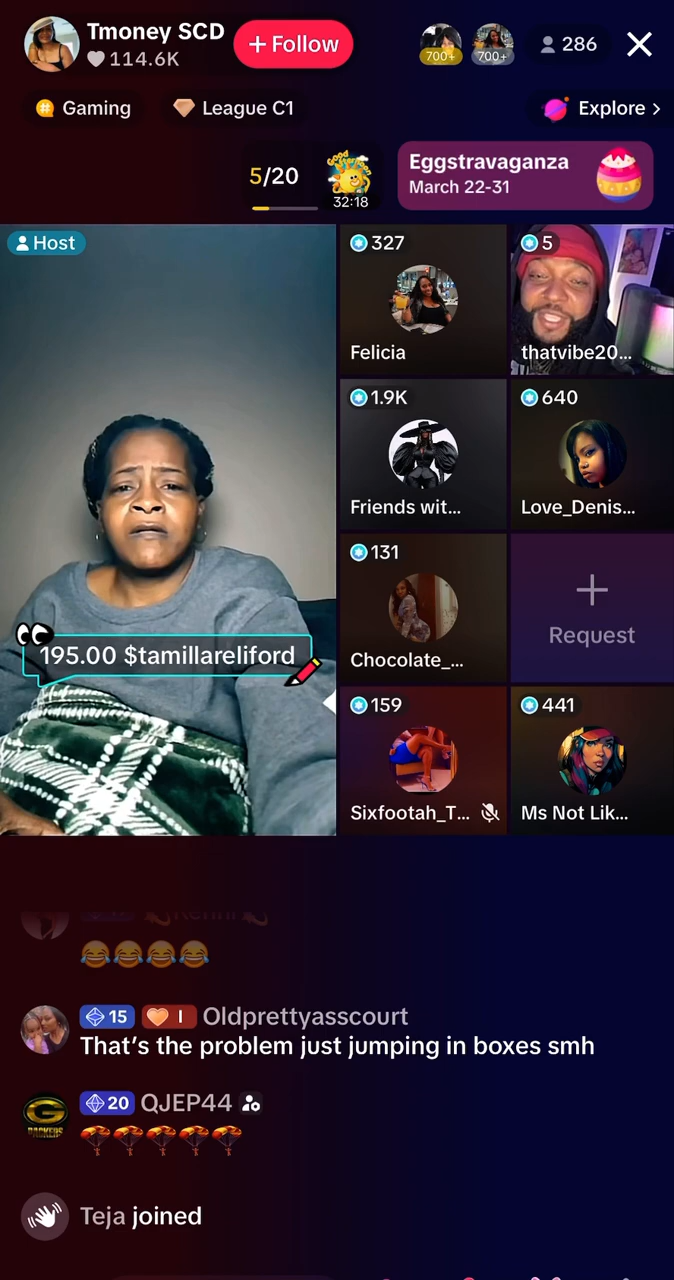 Tmoney SCD
114.6K
+ Follow
700+
700+
286
Gaming
League C1
Explore >
5/20
GOOD
32:18
Eggstravaganza
March 22-31
Host
327
Felicia
5
thatvibe20...
1.9K
Friends wit...
640
Love_Denis...
131
Chocolate_...
Request
159
Sixfootah_T...
441
Ms Not Lik...
195.00 $tamillareliford
😂😂😂😂
15
I
Oldprettyasscourt
That's the problem just jumping in boxes smh
G
PACKERS
20
QJEP44
🪂🪂🪂🪂🪂
Teja joined